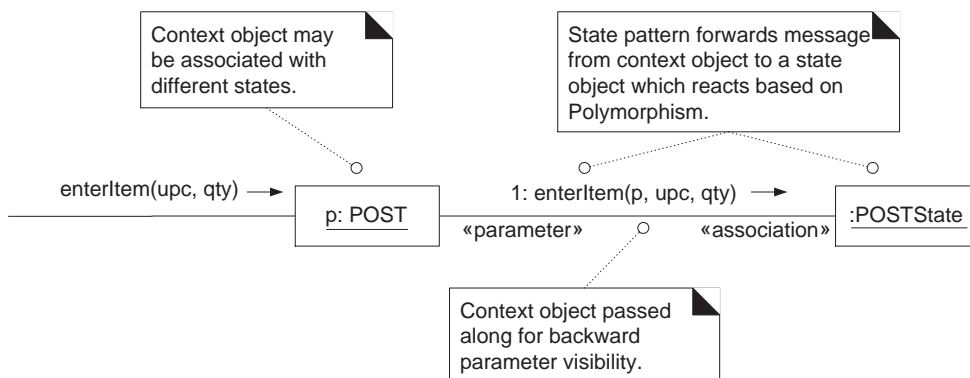 Context object may
be associated with
different states.
State pattern forwards message
from context object to a state
object which reacts based on
Polymorphism.
enterItem(upc, qty)
1: enterItem(p, upc, qty)
p: POST
:POSTState
«parameter»
«association»
Context object passed
along for backward
parameter visibility.